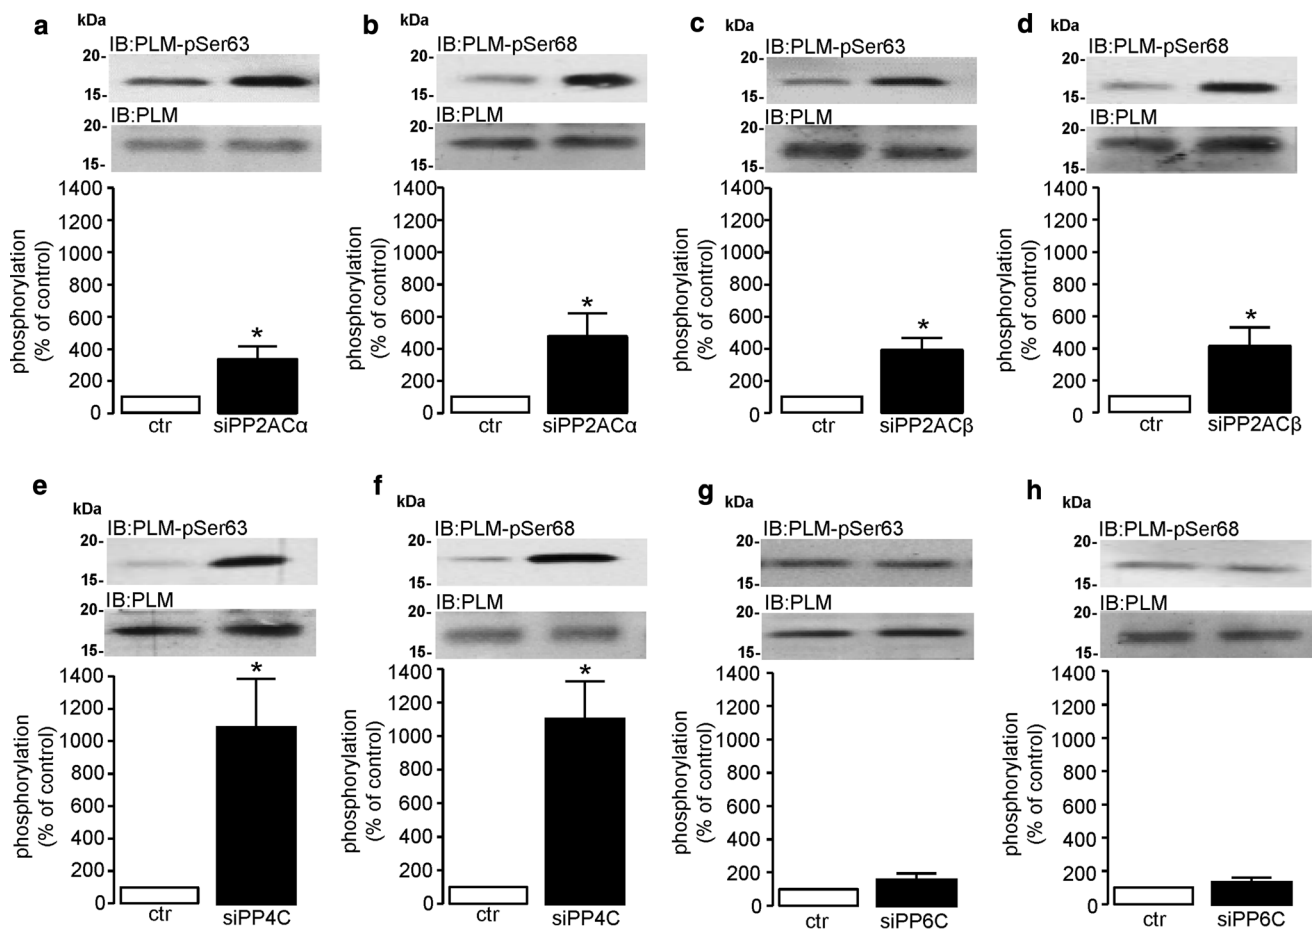 a
kDa
IB:PLM-pSer63
20-
15-
IB:PLM
20-
15-
phosphorylation
(% of control)
1400
1200
1000
800
600
400
200
0
*
ctr
siPP2ACα
b
kDa
IB:PLM-pSer68
20-
15-
IB:PLM
20-
15-
phosphorylation
(% of control)
1400
1200
1000
800
600
400
200
0
*
ctr
siPP2ACα
c
kDa
IB:PLM-pSer63
20-
15-
IB:PLM
20-
15-
phosphorylation
(% of control)
1400
1200
1000
800
600
400
200
0
*
ctr
siPP2ACβ
d
kDa
IB:PLM-pSer68
20-
15-
IB:PLM
20-
15-
phosphorylation
(% of control)
1400
1200
1000
800
600
400
200
0
*
ctr
siPP2ACβ
e
kDa
IB:PLM-pSer63
20-
15-
IB:PLM
20-
15-
phosphorylation
(% of control)
1400
1200
1000
800
600
400
200
0
*
ctr
siPP4C
f
kDa
IB:PLM-pSer68
20-
15-
IB:PLM
20-
15-
phosphorylation
(% of control)
1400
1200
1000
800
600
400
200
0
*
ctr
siPP4C
g
kDa
IB:PLM-pSer63
20-
15-
IB:PLM
20-
15-
phosphorylation
(% of control)
1400
1200
1000
800
600
400
200
0
ctr
siPP6C
h
kDa
IB:PLM-pSer68
20-
15-
IB:PLM
20-
15-
phosphorylation
(% of control)
1400
1200
1000
800
600
400
200
0
ctr
siPP6C